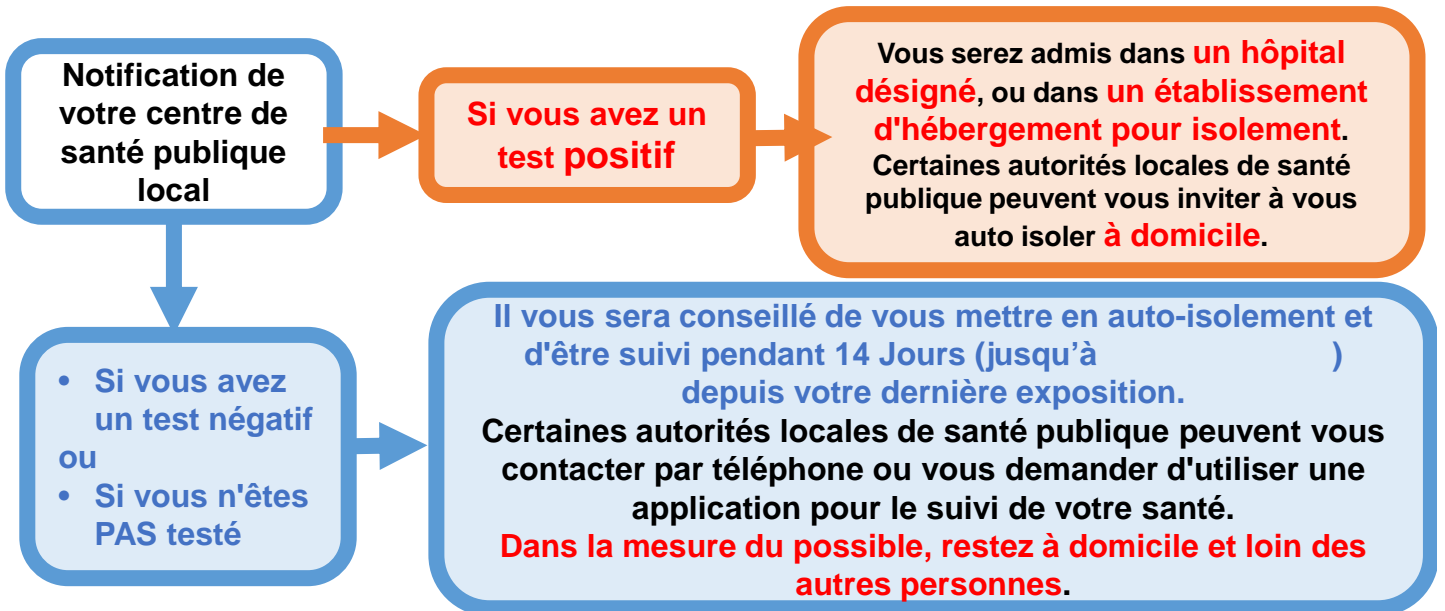 Notification de
votre centre de
santé publique
local
Si vous avez un
test positif
Vous serez admis dans un hôpital
désigné, ou dans un établissement
d'hébergement pour isolement.
Certaines autorités locales de santé
publique peuvent vous inviter à vous
auto isoler à domicile.
• Si vous avez
un test négatif
ou
• Si vous n'êtes
PAS testé
Il vous sera conseillé de vous mettre en auto-isolement et
d'être suivi pendant 14 Jours (jusqu'à )
depuis votre dernière exposition.
Certaines autorités locales de santé publique peuvent vous
contacter par téléphone ou vous demander d'utiliser une
application pour le suivi de votre santé.
Dans la mesure du possible, restez à domicile et loin des
autres personnes.